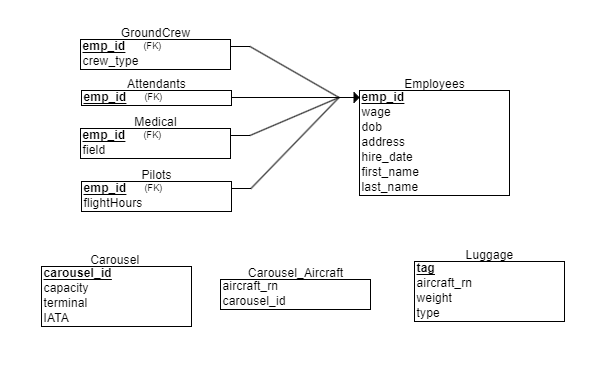 GroundCrew
emp_id (FK)
crew_type
Attendants
emp_id (FK)
Medical
emp_id (FK)
field
Pilots
emp_id (FK)
flightHours
Employees
emp_id
wage
dob
address
hire_date
first_name
last_name
Carousel
carousel_id
capacity
terminal
IATA
Carousel_Aircraft
aircraft_rn
carousel_id
Luggage
tag
aircraft_rn
weight
type